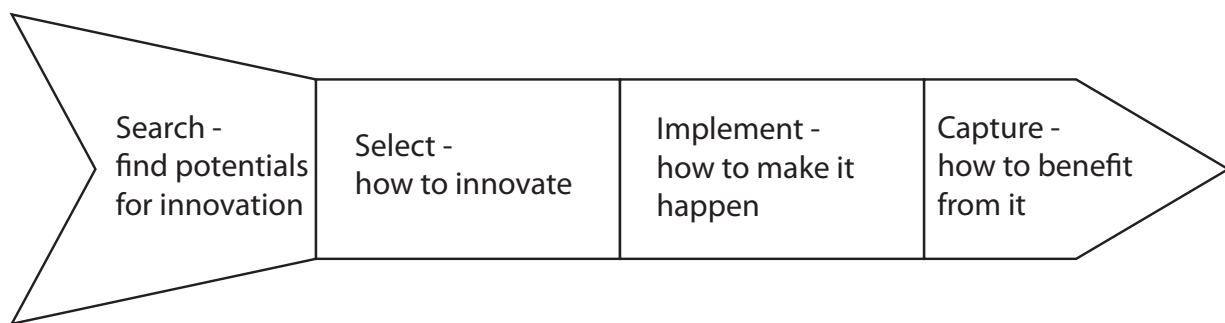 Search -
find potentials
for innovation
Select -
how to innovate
Implement -
how to make it
happen
Capture -
how to benefit
from it